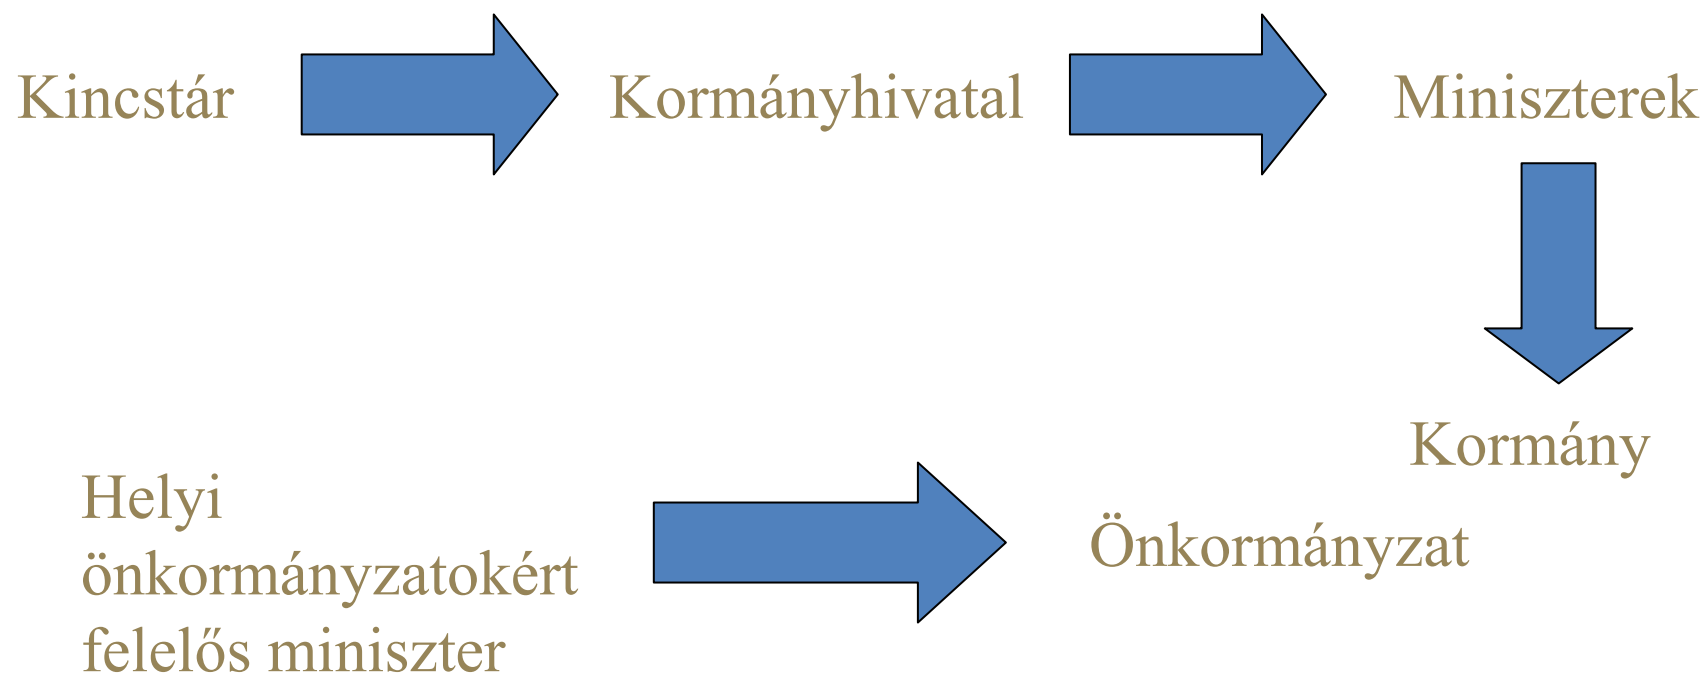 Kincstár
Kormányhivatal
Miniszterek
Kormány
Helyi
önkormányzatokért
felelős miniszter
Önkormányzat